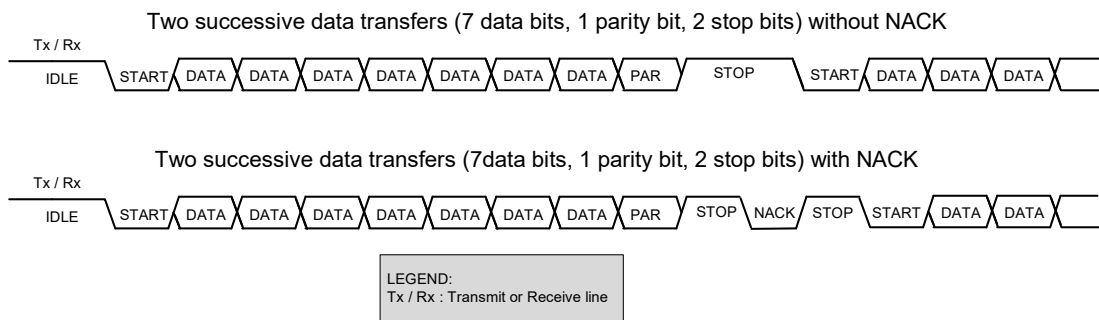 Two successive data transfers (7 data bits, 1 parity bit, 2 stop bits) without NACK
Tx / Rx
IDLE START DATA DATA DATA DATA DATA DATA DATA PAR STOP START DATA DATA DATA
Two successive data transfers (7data bits, 1 parity bit, 2 stop bits) with NACK
Tx / Rx
IDLE START DATA DATA DATA DATA DATA DATA DATA PAR STOP NACK STOP START DATA DATA
LEGEND:
Tx / Rx : Transmit or Receive line